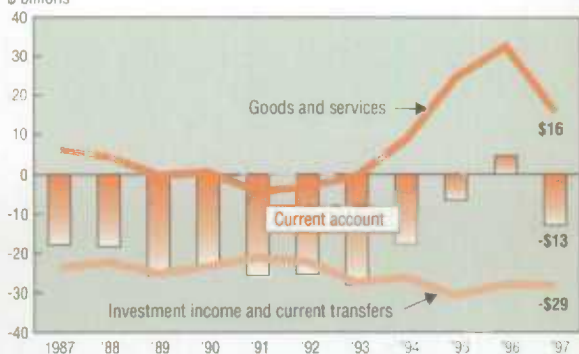 $ billions
40
30
20
10
0
-10
-20
-30
-40
Goods and services
$16
Current account
-$13
Investment income and current transfers
-$29
1987 '88 '89 '90 '91 '92 '93 '94 '95 '96 '97